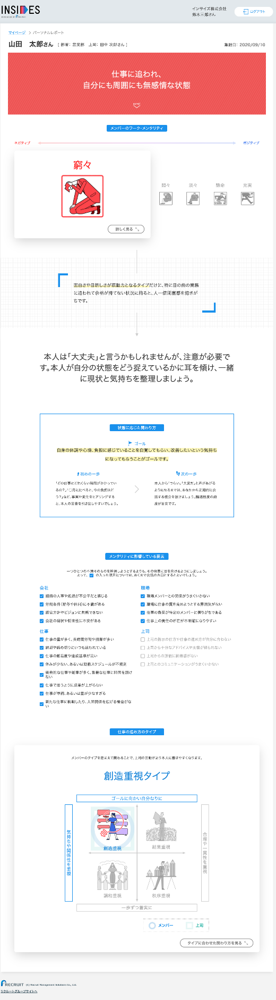 INSIDES
PRODUCED BY RECRUIT
インサイズ株式会社
鈴木三郎さん
ログアウト
マイページ > パーソナルレポート
山田 太郎さん [ 部署: 営業部 上司: 田中 次郎さん ]
集計日: 2020/09/10
仕事に追われ、
自分にも周囲にも無感情な状態
scroll
メンバーのワーク・メンタリティ
ネガティブ
ポジティブ
窮々
悶々
淡々
懸命
充実
詳しく見る
面白さや目新しさが原動力となるタイプだけに、特に目の前の業務
に追われて余裕が持てない状況に陥ると、人一倍閉塞感を抱きが
ちです。
本人は「大丈夫」と言うかもしれませんが、注意が必要で
す。本人が自分の状態をどう捉えているかに耳を傾け、一緒
に現状と気持ちを整理しましょう。
状態に応じた関わり方
ゴール
自身の体調や心境、負担に感じていることを自覚してもらい、改善したいという気持ち
になってもらうことがゴールです。
初めの一歩
「どの仕事にどれくらい時間がかかってい
るの？」「〇月に比べると、今の負担はど
う？」など、事実や変化をヒアリングする
と、本人の言葉を引き出しやすいでしょう。
次の一歩
本人から「つらい」「大変だ」と声があがる
ようになるまでは、あなたから定期的に会
話する機会を設けましょう。隔週程度の頻
度が目安です。
メンタリティに影響している要素
一つひとつの不満そのものを解消しようとするよりも、その背景に目を向けるようにしましょう。
よって、 の入った項目については、あくまで会話の糸口とするとよいでしょう。
会社
組織の人事や処遇が不公平だと感じる
労働条件(給与や休日)に不満がある
経営方針やビジョンに共感できない
会社の現状や将来性に不安がある
職場
職場メンバーとの関係がうまくいかない
職場に仕事の質を高めようとする雰囲気がない
仕事の負荷が特定のメンバーに偏りがちである
仕事上の責任の所在が不明確になりやすい
仕事
仕事の量が多く、長時間労働や残業が多い
納期や締め切りにいつも追われている
仕事の難易度や達成基準が高い
休みが少ない、あるいは勤務スケジュールが不規則
突発的な仕事や雑事が多く、重要な仕事に時間を割け
ない
仕事で思うように成果が上がらない
仕事が単調、あるいは量が少なすぎる
新たな仕事に挑戦したり、人間関係を広げる機会がな
い
上司
上司の指示の仕方や仕事の進め方が自分に合わない
上司から十分なアドバイスや支援が得られない
上司からの評価に納得感がない
上司とのコミュニケーションがうまくいかない
仕事の進め方のタイプ
メンバーのタイプを踏まえて関わることで、上司の言動がより本人に響きやすくなります。
創造重視タイプ
ゴールに向かい自分なりに
気持ちや関係性を重視
合理や一貫性を重視
創造重視
結果重視
調和重視
秩序重視
一歩ずつ着実に
メンバー
上司
タイプに合わせた関わり方を見る
RECRUIT (C) Recruit Management Solutions Co., Ltd.
リクルートグループサイトへ